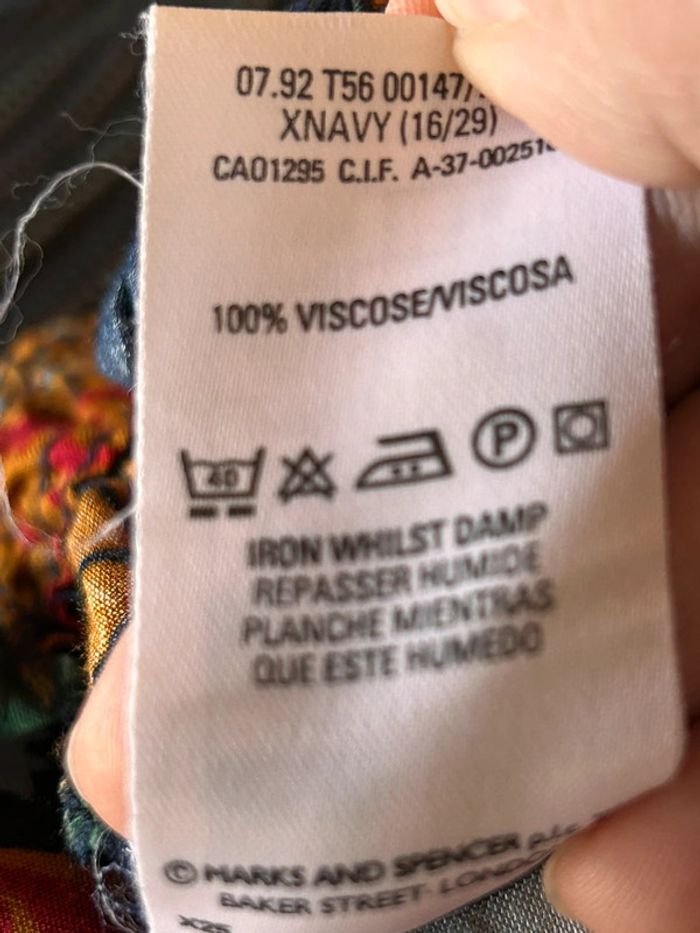 07.92 T56 00147/
XNAVY (16/29)
CA01295 C.I.F. A-37-00251
100% VISCOSE/VISCOSA
40
P
IRON WHILST DAMP
REPASSER HUMIDE
PLANCHE MIENTRAS
QUE ESTE HUMEDO
© MARKS AND SPENCER p.l.c.
BAKER STREET LONDON
X25